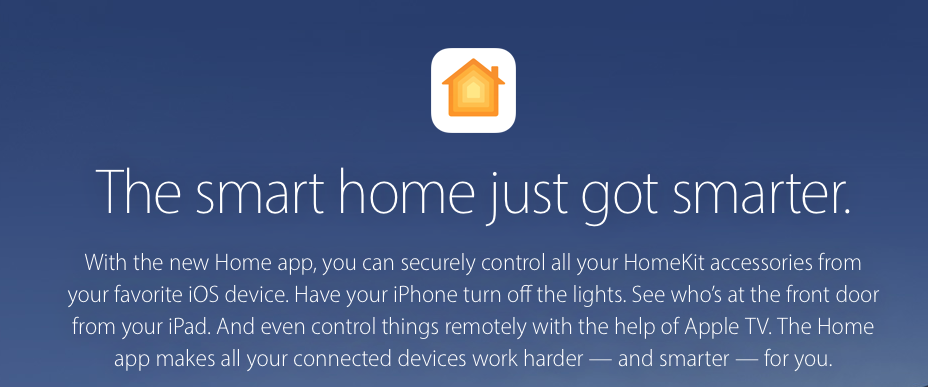 The smart home just got smarter.
With the new Home app, you can securely control all your HomeKit accessories from
your favorite iOS device. Have your iPhone turn off the lights. See who’s at the front door
from your iPad. And even control things remotely with the help of Apple TV. The Home
app makes all your connected devices work harder — and smarter — for you.